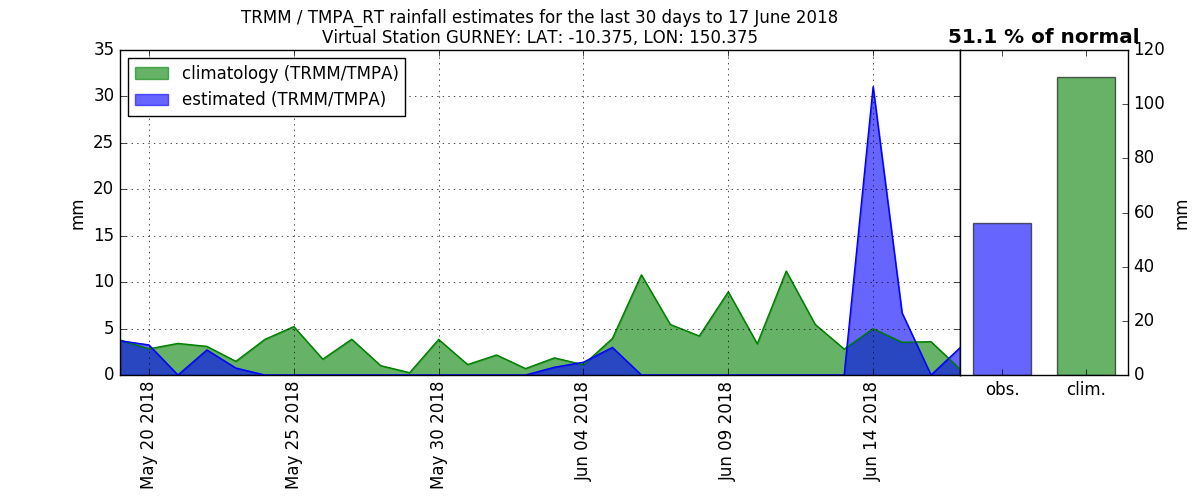 TRMM / TMPA_RT rainfall estimates for the last 30 days to 17 June 2018
Virtual Station GURNEY: LAT: -10.375, LON: 150.375
51.1 % of normal
climatology (TRMM/TMPA)
estimated (TRMM/TMPA)
35
30
25
20
15
10
5
0
mm
May 20 2018
May 25 2018
May 30 2018
Jun 04 2018
Jun 09 2018
Jun 14 2018
obs.
clim.
120
100
80
60
40
20
0
mm